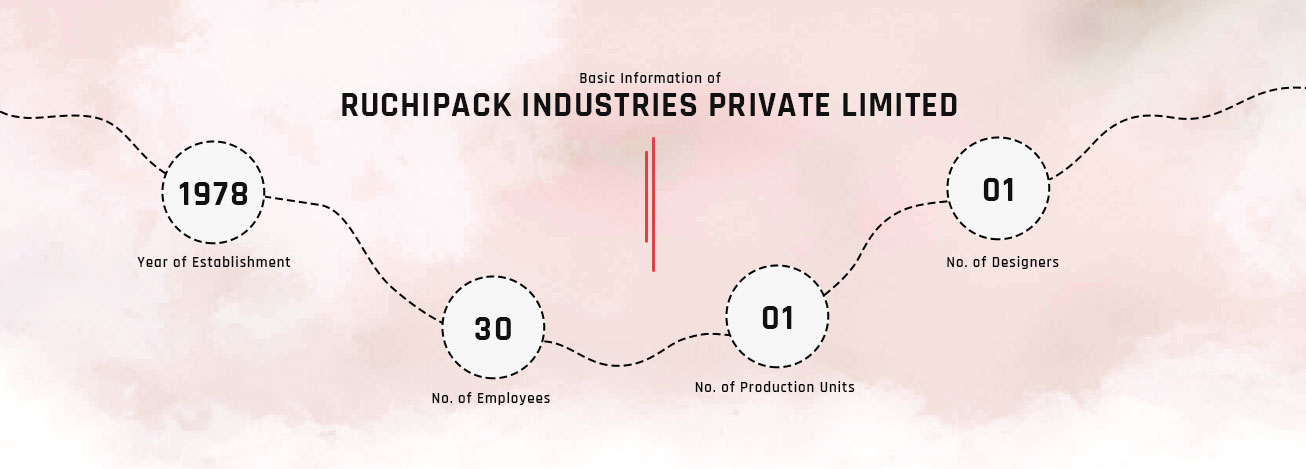 Basic Information of
RUCHIPACK INDUSTRIES PRIVATE LIMITED
1978
Year of Establishment
30
No. of Employees
01
No. of Production Units
01
No. of Designers